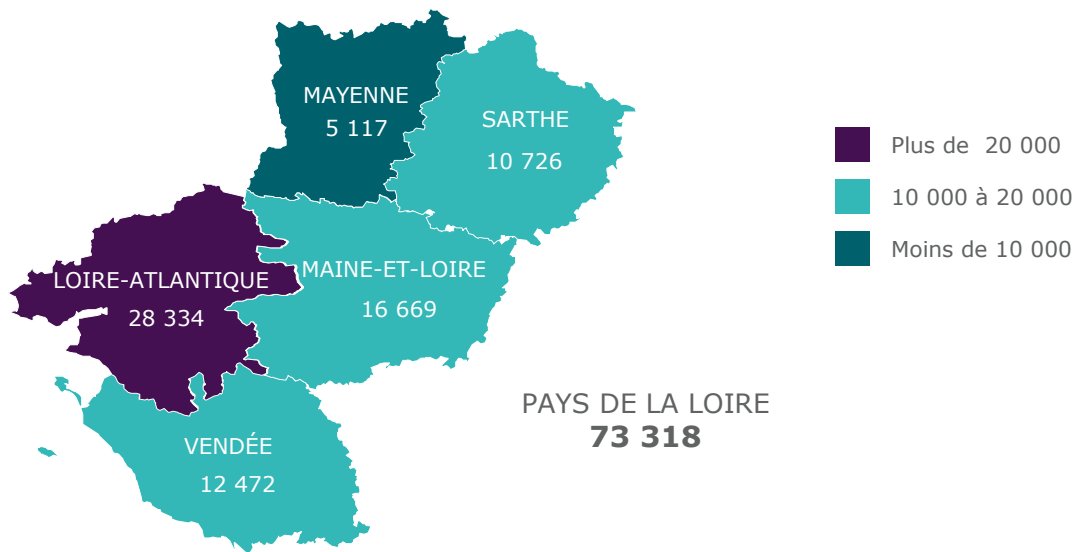 MAYENNE
5 117
SARTHE
10 726
LOIRE-ATLANTIQUE
28 334
MAINE-ET-LOIRE
16 669
VENDÉE
12 472
PAYS DE LA LOIRE
73 318
Plus de 20 000
10 000 à 20 000
Moins de 10 000